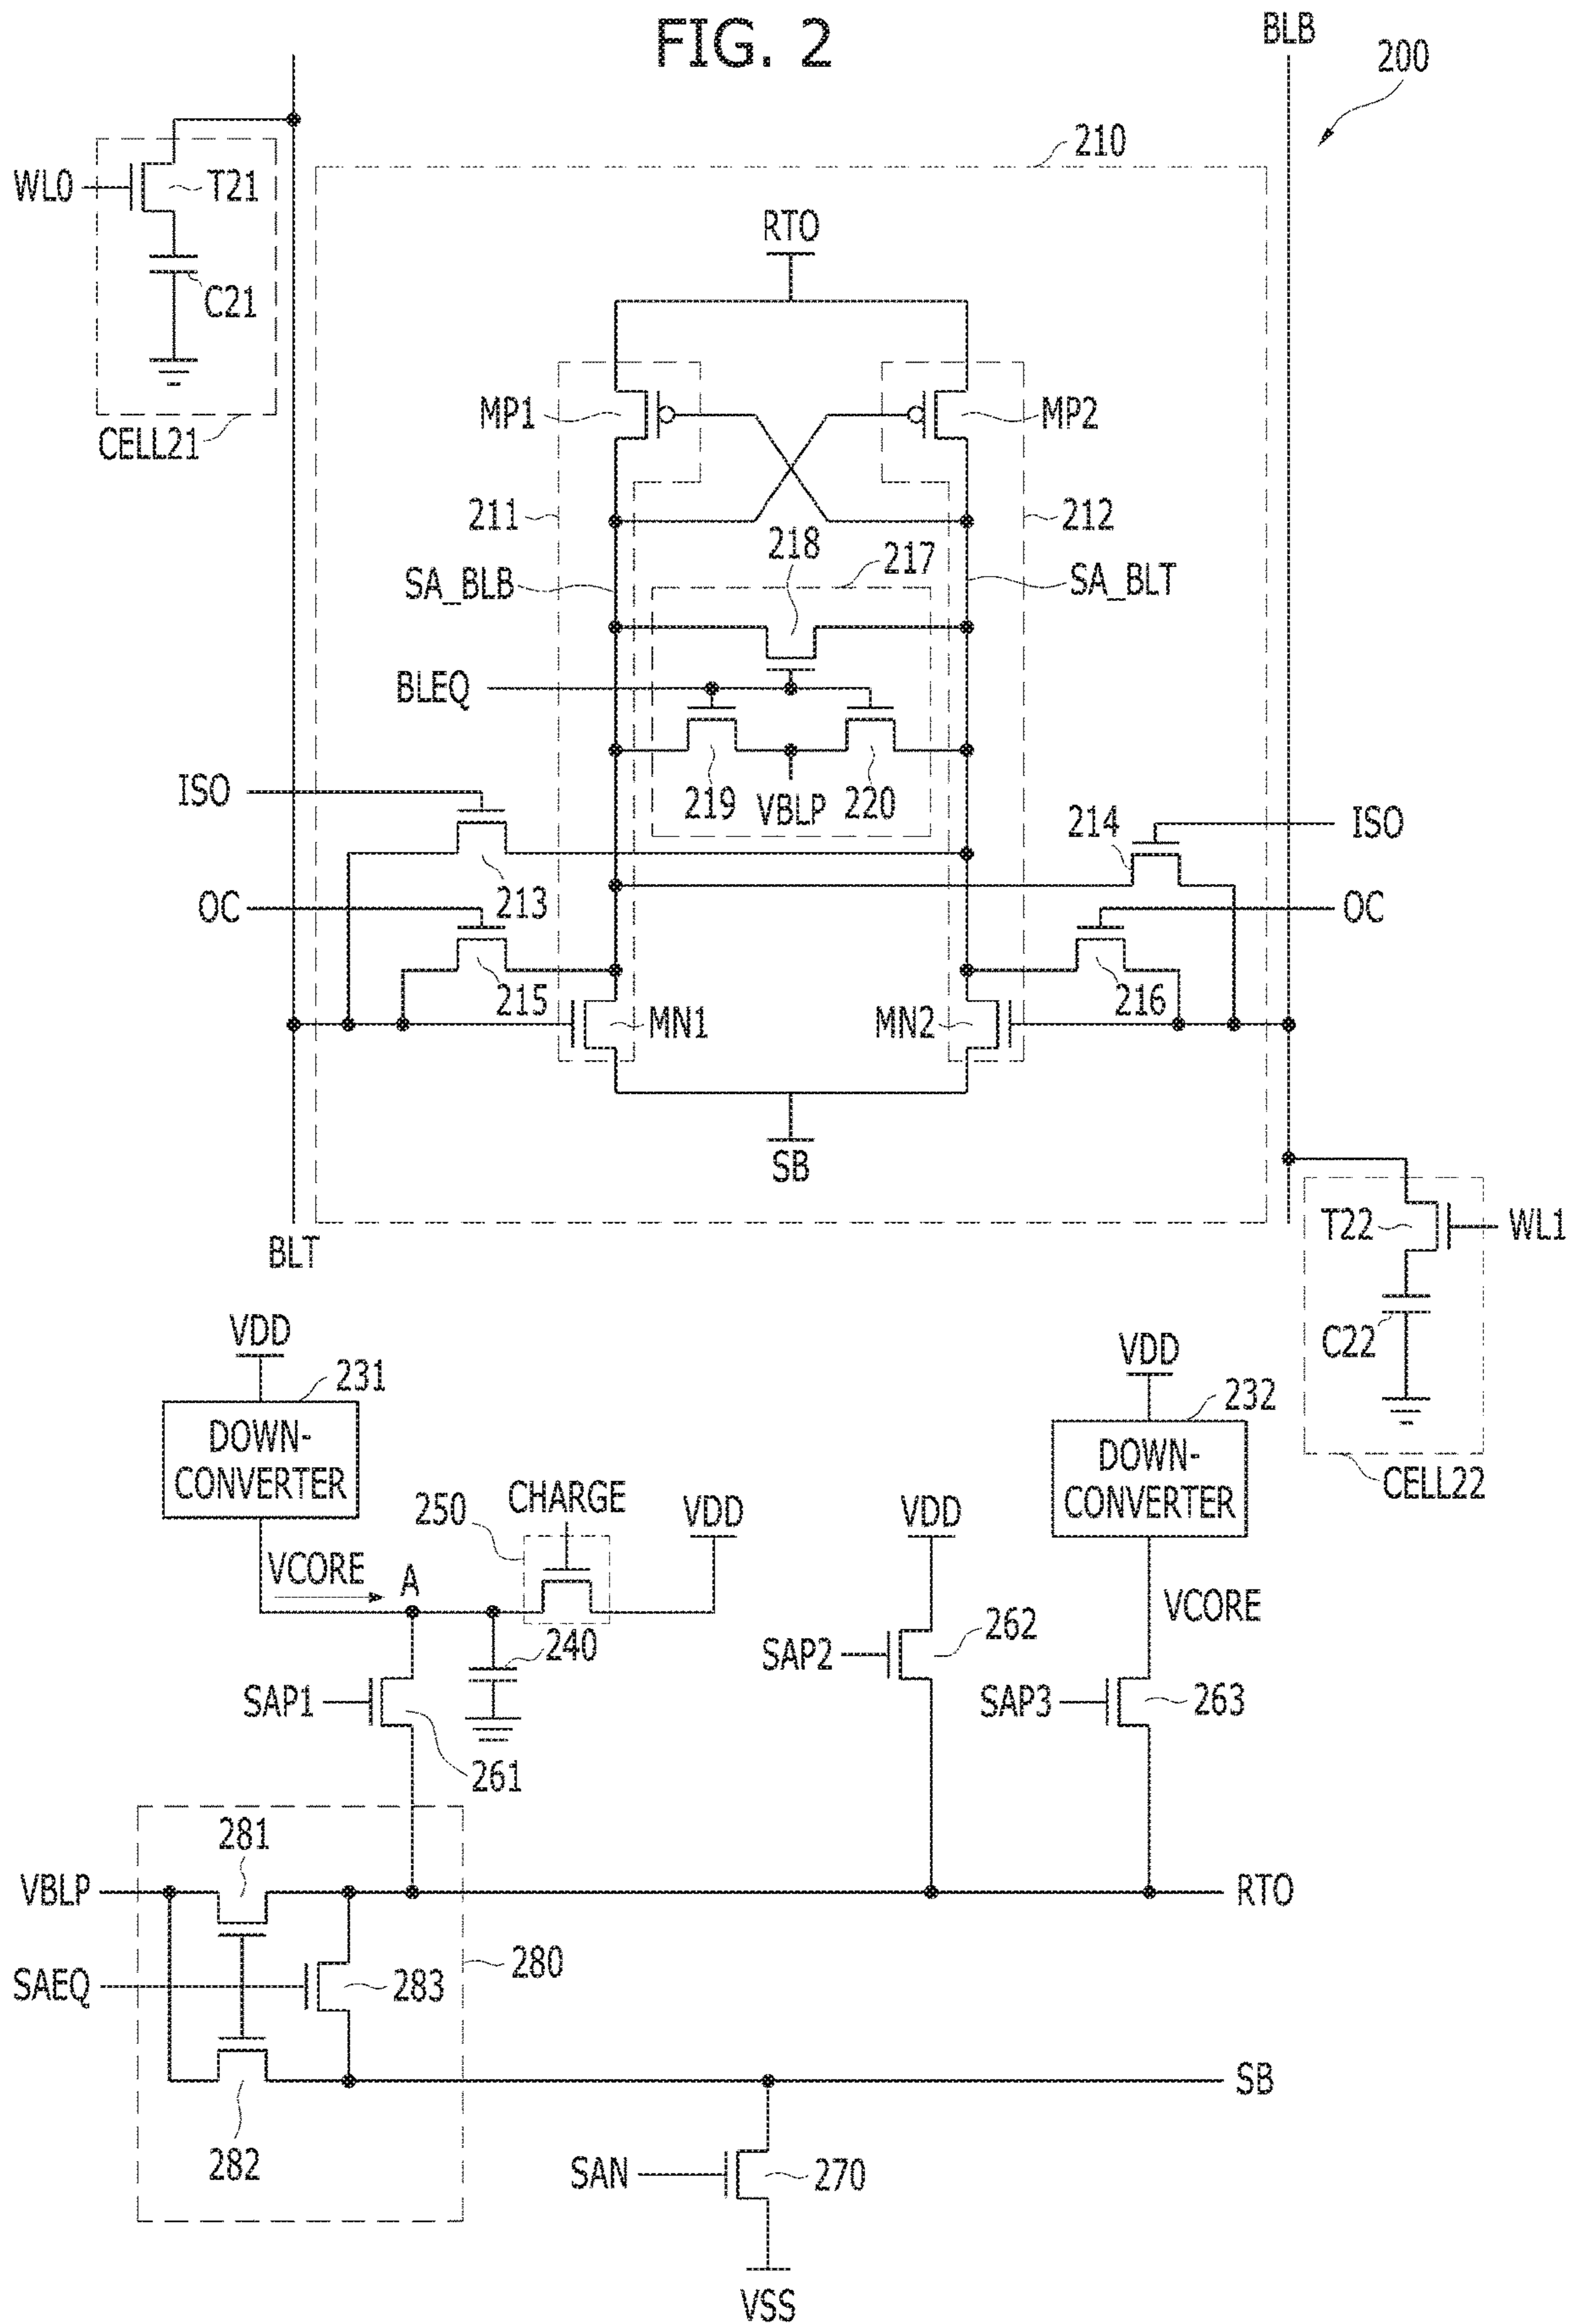 FIG. 2
BLB
200
210
WL0
T21
RTO
C21
MP1
MP2
CELL21
211
212
218
217
SA_BLB
SA_BLT
BLEQ
ISO
219
VBLP
220
214
ISO
213
OC
OC
215
216
MN1
MN2
SB
BLT
T22
WL1
C22
CELL22
VDD
231
DOWN-
CONVERTER
VDD
232
DOWN-
CONVERTER
250
CHARGE
VDD
VDD
VCORE
A
VCORE
240
262
SAP2
SAP1
SAP3
263
261
281
VBLP
RTO
280
SAEQ
283
SB
282
SAN
270
VSS